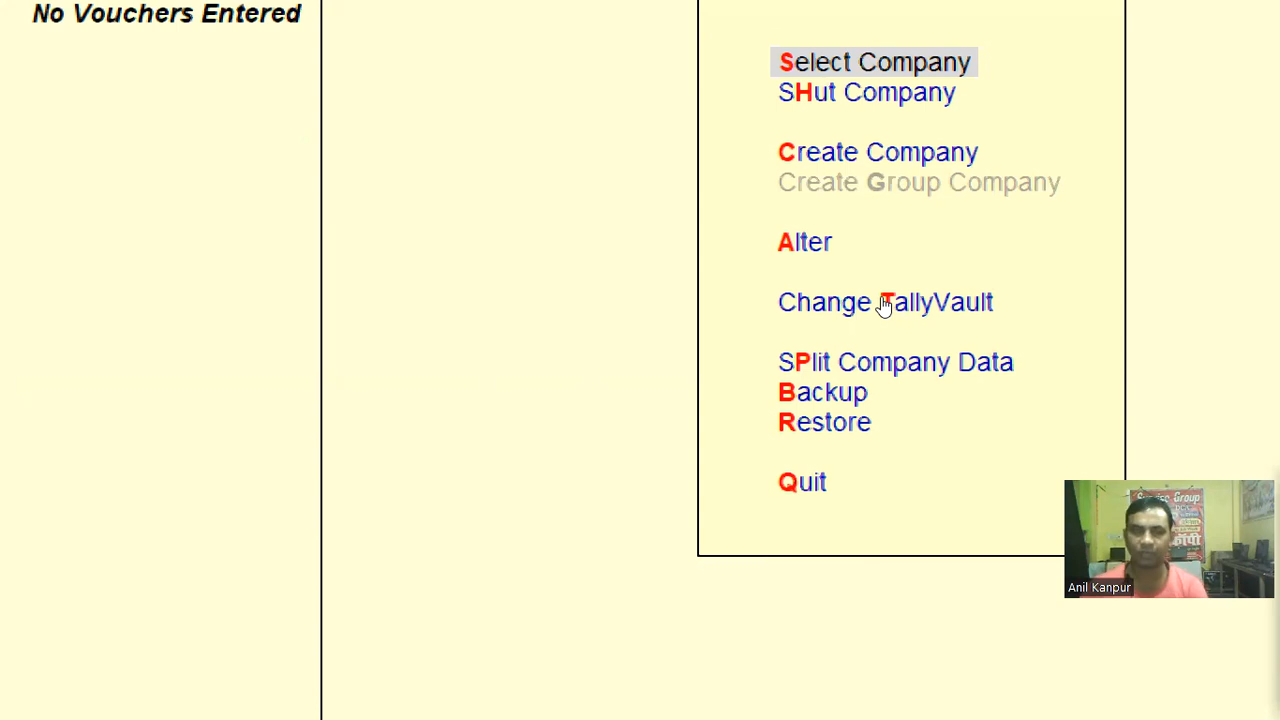 No Vouchers Entered
Select Company
SHut Company
Create Company
Create Group Company
Alter
Change TallyVault
SPlit Company Data
Backup
Restore
Quit
Anil Kanpur